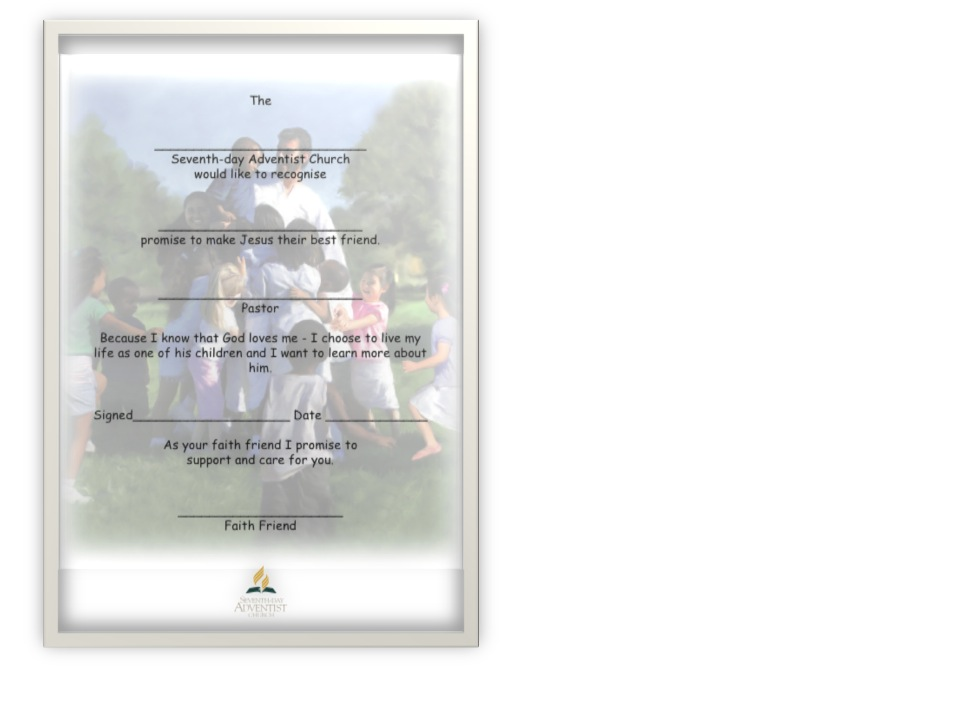 The
Seventh-day Adventist Church
would like to recognise
promise to make Jesus their best friend.
Pastor
Because I know that God loves me - I choose to live my
life as one of his children and I want to learn more about
him.
Signed______________________ Date ______________
As your faith friend I promise to
support and care for you.
Faith Friend
SEVENTH-DAY
ADVENTIST
CHURCH